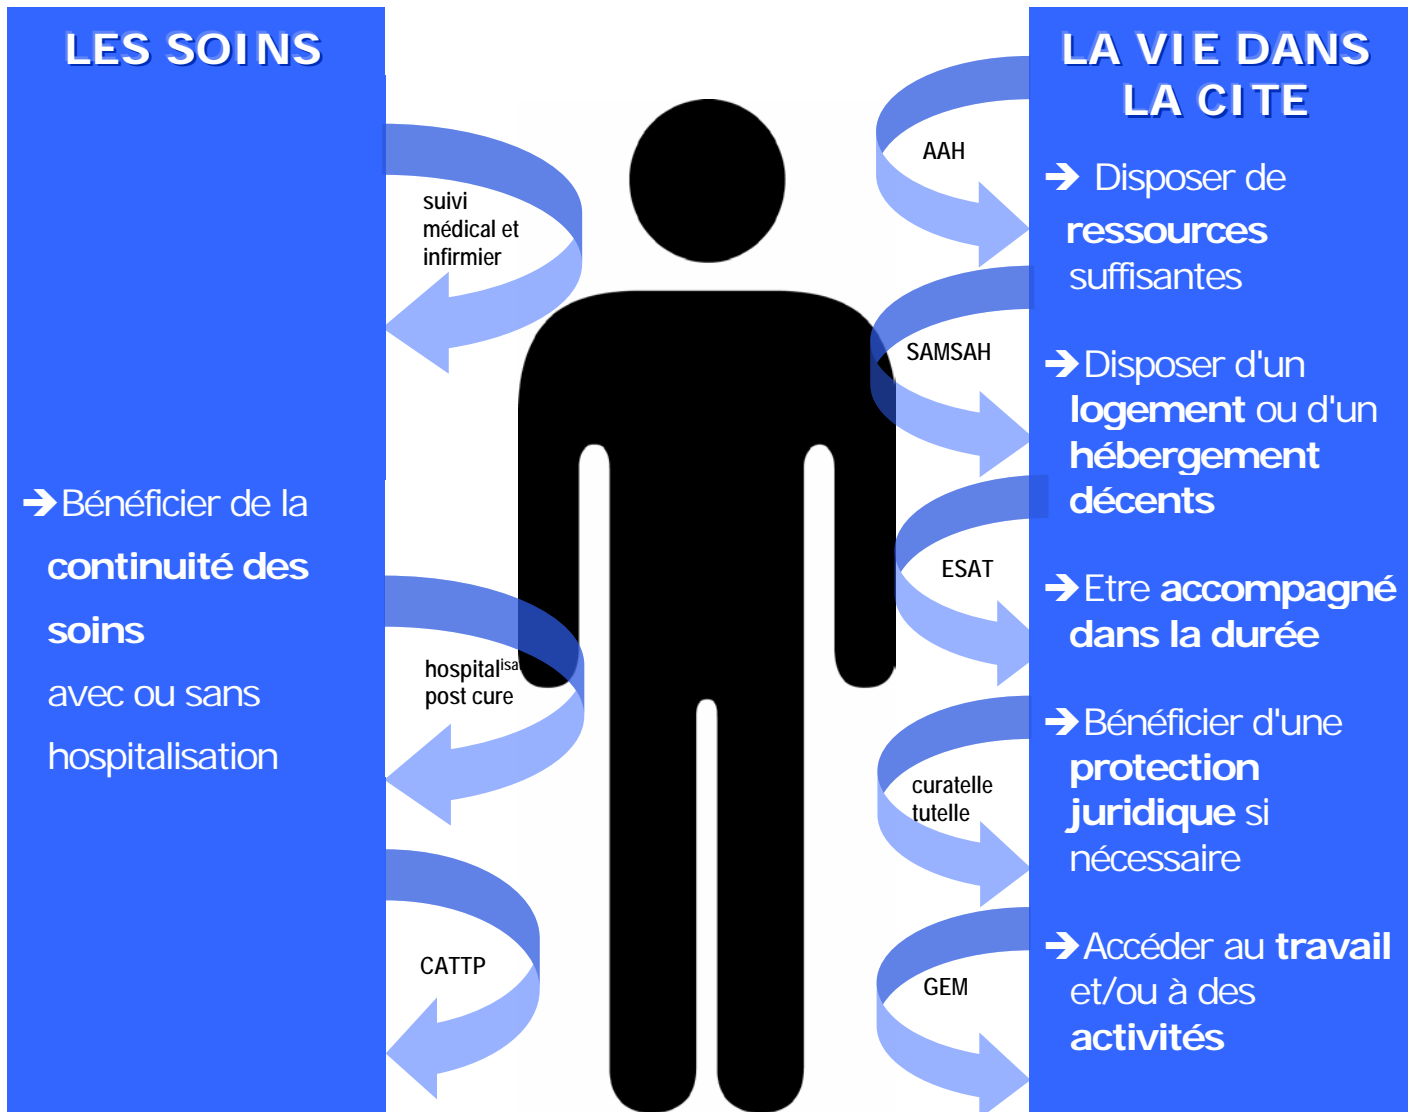 LES SOINS
suivi
médical et
infirmier
➔Bénéficier de la
continuité des
soins
avec ou sans
hospitalisation
hospitalisa
post cure
CATTP
LA VIE DANS
LA CITE
AAH
➔ Disposer de
ressources
suffisantes
SAMSAH
➔Disposer d'un
logement ou d'un
hébergement
décents
ESAT
➔Etre accompagné
dans la durée
curatelle
tutelle
➔Bénéficier d'une
protection
juridique si
nécessaire
GEM
➔Accéder au travail
et/ou à des
activités